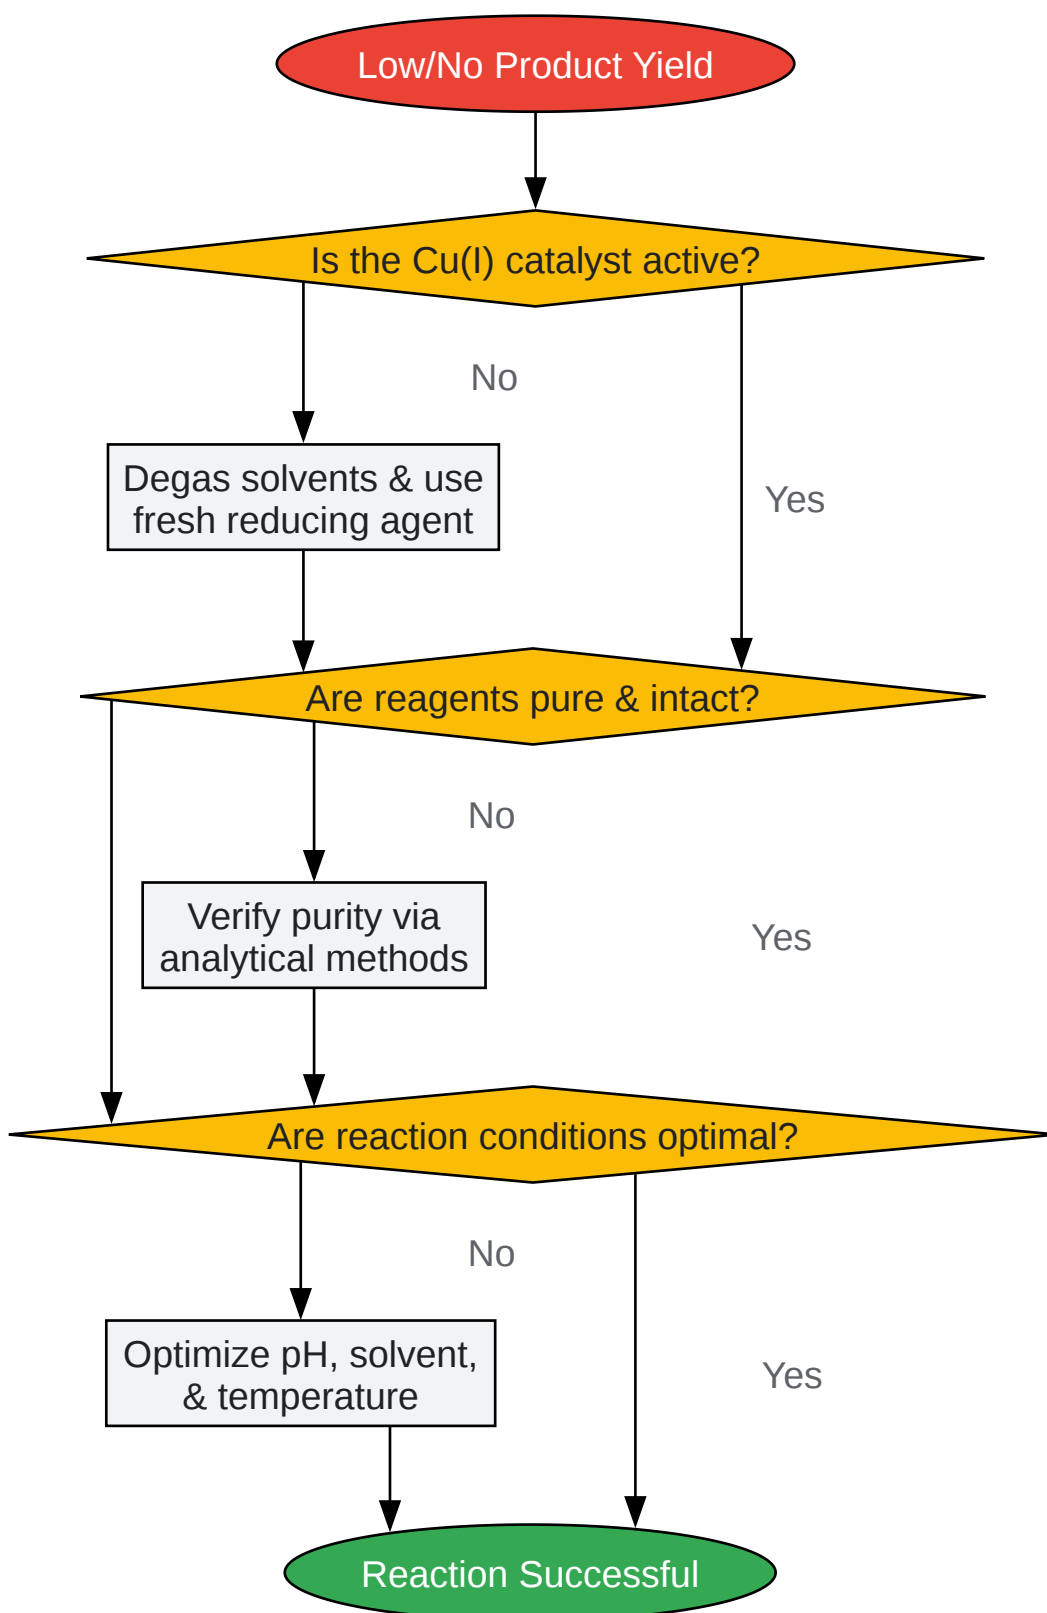 Low/No Product Yield
Is the Cu(I) catalyst active?
No
Degas solvents & use
fresh reducing agent
Yes
Are reagents pure & intact?
No
Verify purity via
analytical methods
Yes
Are reaction conditions optimal?
No
Optimize pH, solvent,
& temperature
Yes
Reaction Successful